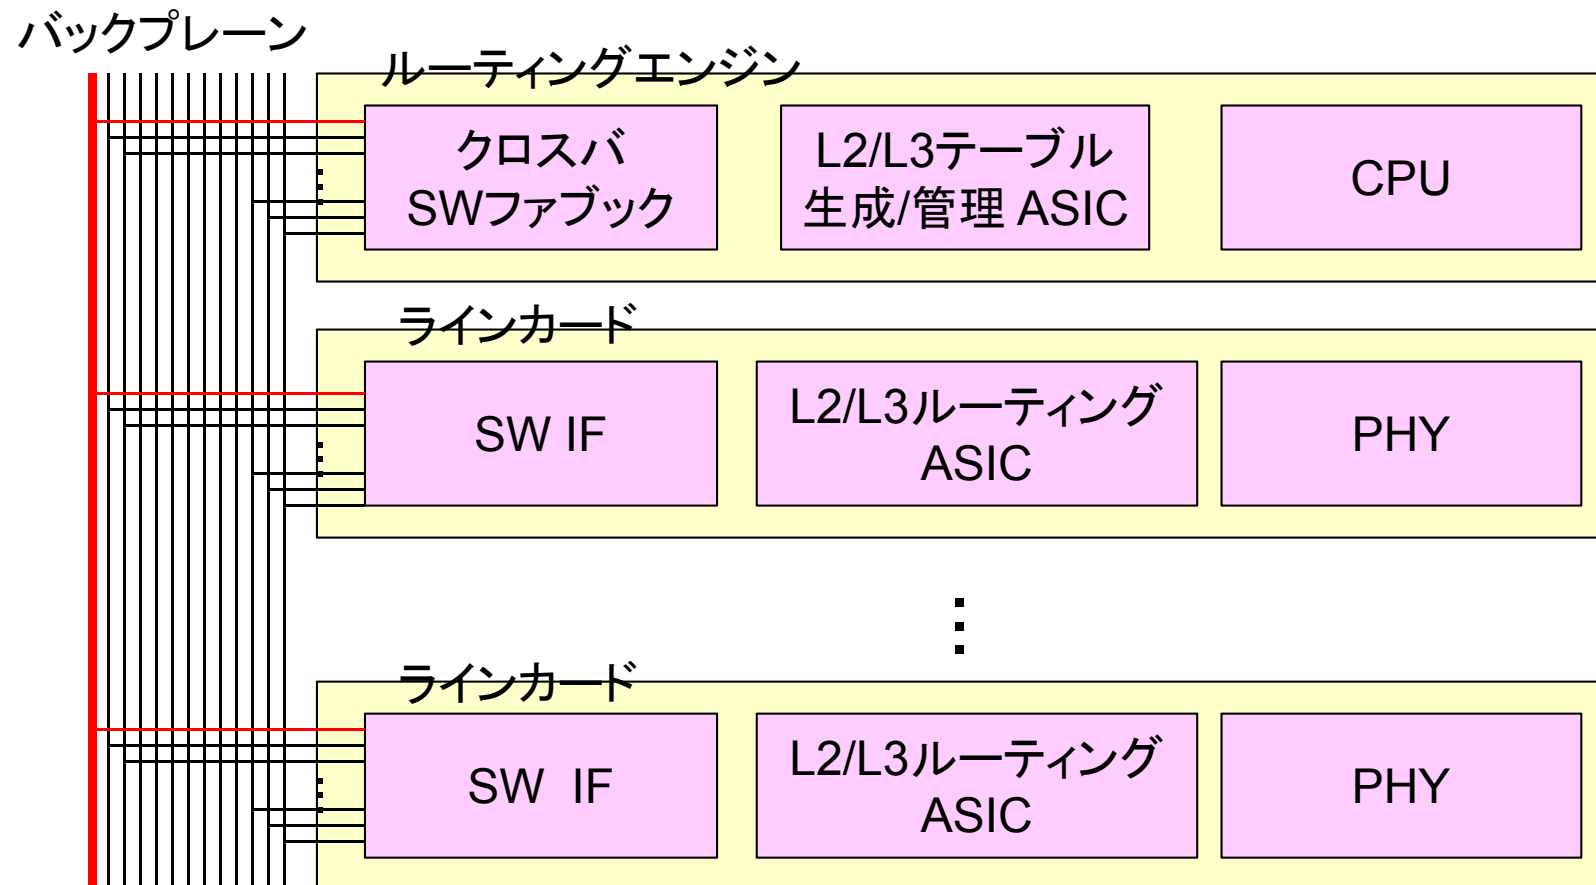 バックプレーン
ルーティングエンジン
クロスバ
SWファブック
L2/L3テーブル
生成/管理 ASIC
CPU
ラインカード
SW IF
L2/L3ルーティング
ASIC
PHY
ラインカード
SW IF
L2/L3ルーティング
ASIC
PHY